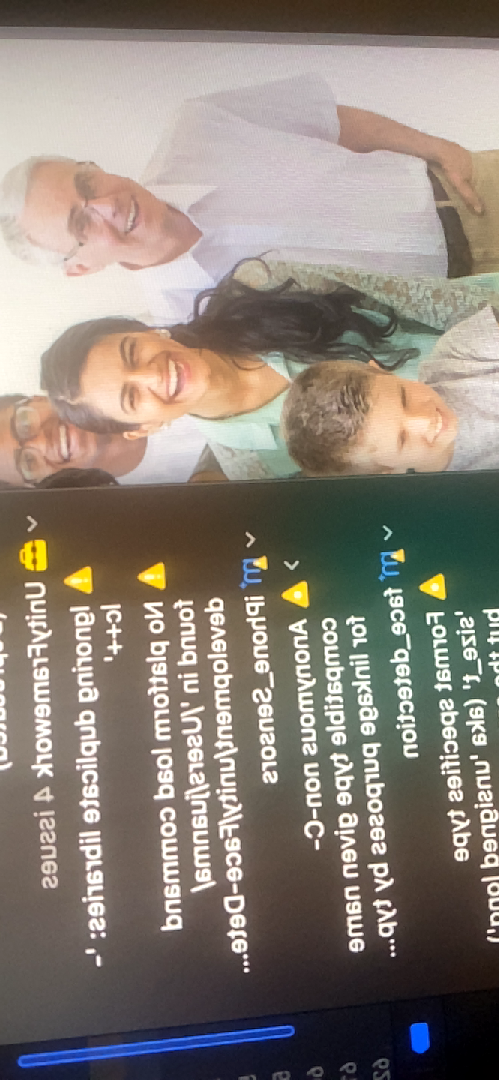 UnityFramework 4 issues
Ignoring duplicate libraries: '-
lc++'
No platform load command
found in '/Users/uanma/
development/unity/Face-Dete...
iPhone_Sensors
Anonymous non-C-
compatible type given name
for linkage purposes by typ...
face_detection
Format specifies type
'size_t' (aka 'unsigned long'),
but the
62